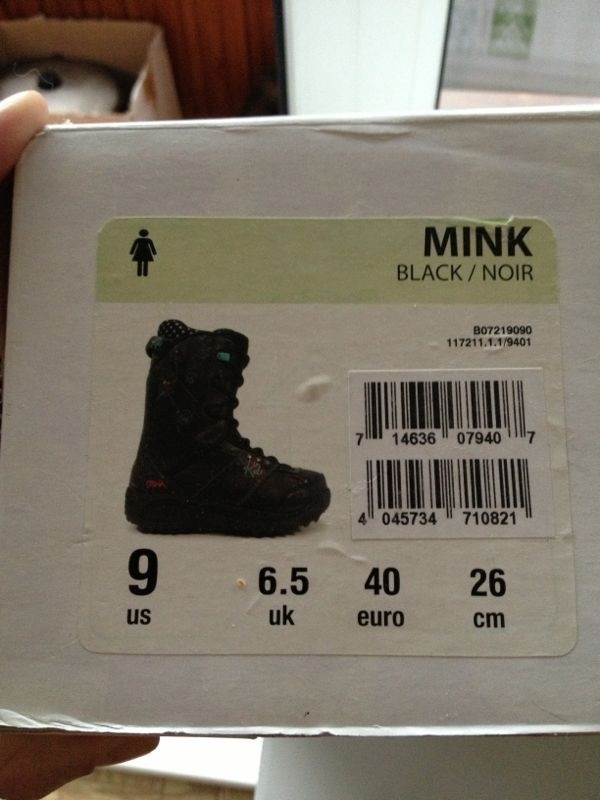 MINK
BLACK / NOIR
B07219090
117211.1.1/9401
7 14636 07940 7
4 045734 710821
9 6.5 40 26
us uk euro cm